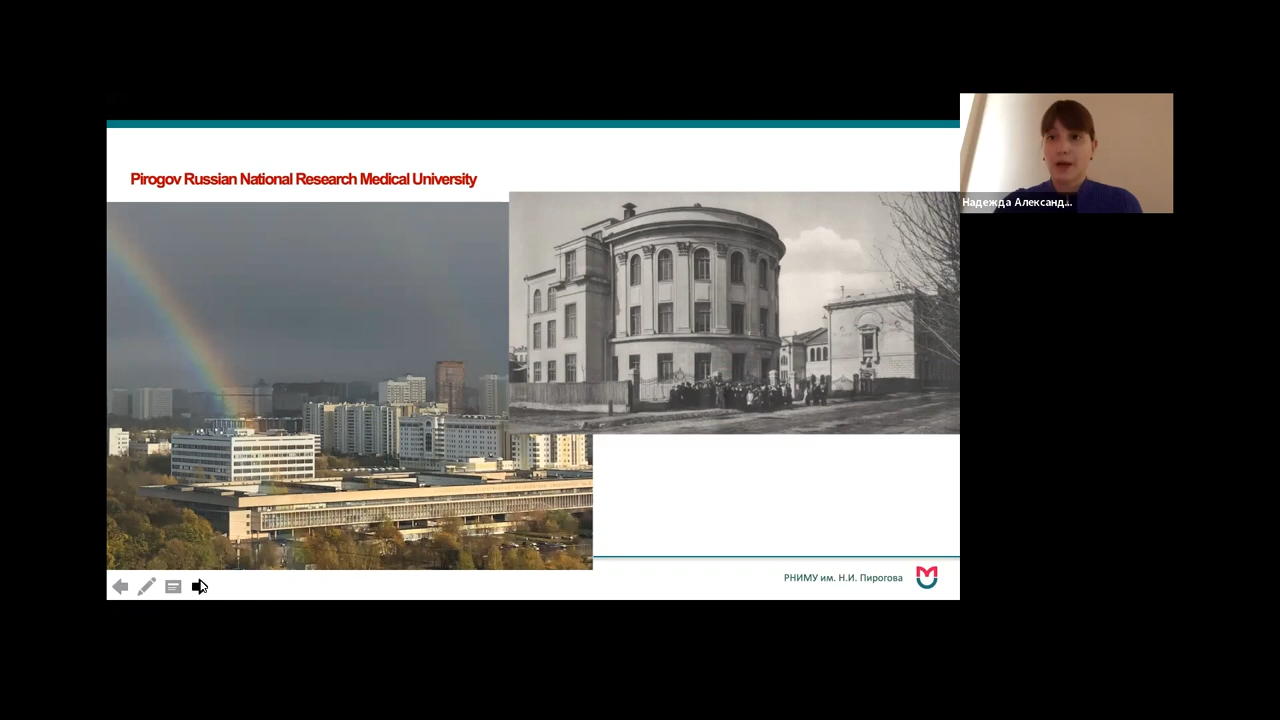 Pirogov Russian National Research Medical University
Надежда Александ...
РНИМУ им. Н.И. Пирогова